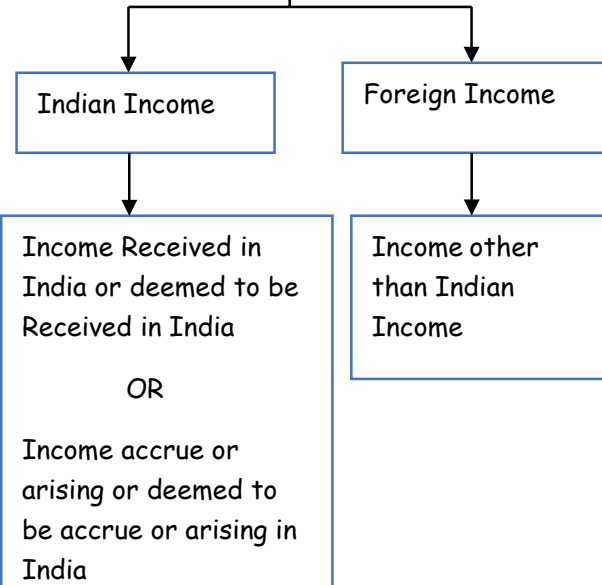 Indian Income
Foreign Income
Income Received in
India or deemed to be
Received in India
OR
Income accrue or
arising or deemed to
be accrue or arising in
India
Income other
than Indian
Income